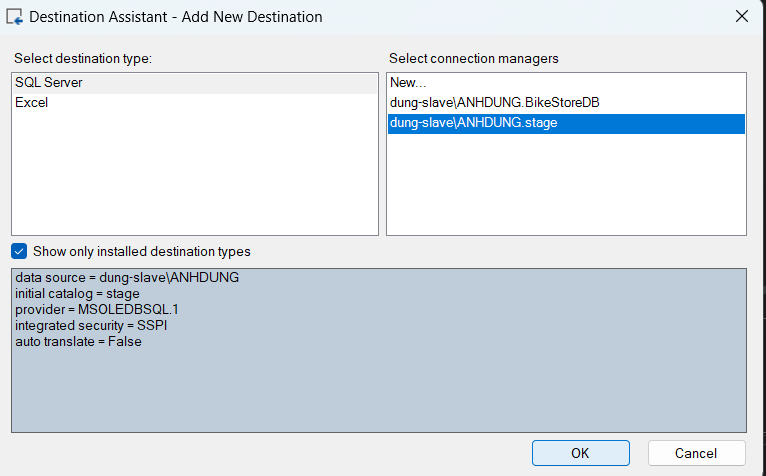 Destination Assistant - Add New Destination
Select destination type:
SQL Server
Excel
Select connection managers
New...
dung-slave\ANHDUNG.BikeStoreDB
dung-slave\ANHDUNG.stage
Show only installed destination types
data source = dung-slave\ANHDUNG
initial catalog = stage
provider = MSOLEDBSQL.1
integrated security = SSPI
auto translate = False
OK
Cancel